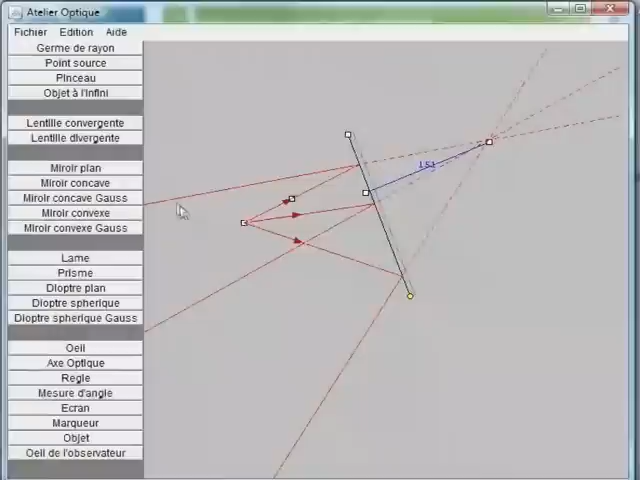 Atelier Optique
Fichier Edition Aide
Germe de rayon
Point source
Pinceau
Objet à l'infini
Lentille convergente
Lentille divergente
Miroir plan
Miroir concave
Miroir concave Gauss
Miroir convexe
Miroir convexe Gauss
Lame
Prisme
Dioptre plan
Dioptre spherique
Dioptre spherique Gauss
Oeil
Axe Optique
Regle
Mesure d'angle
Ecran
Marqueur
Objet
Oeil de l'observateur